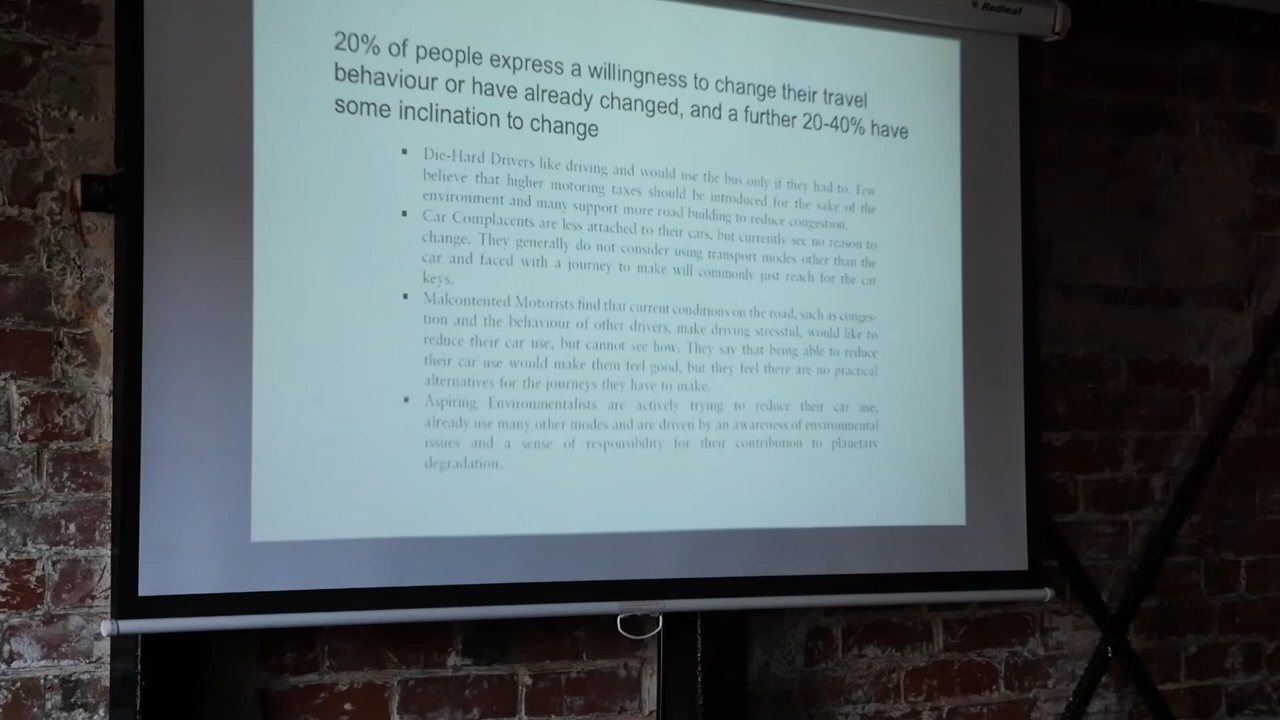 Redleaf
20% of people express a willingness to change their travel
behaviour or have already changed, and a further 20-40% have
some inclination to change
▪ Die-Hard Drivers like driving and would use the bus only if they had to. Few
believe that higher motoring taxes should be introduced for the sake of the
environment and many support more road building to reduce congestion.
▪ Car Complacents are less attached to their cars, but currently see no reason to
change. They generally do not consider using transport modes other than the
car and faced with a journey to make will commonly just reach for the car
keys.
▪ Malcontented Motorists find that current conditions on the road, such as conges-
tion and the behaviour of other drivers, make driving stressful, would like to
reduce their car use, but cannot see how. They say that being able to reduce
their car use would make them feel good, but they feel there are no practical
alternatives for the journeys they have to make.
▪ Aspiring Environmentalists are actively trying to reduce their car use,
already use many other modes and are driven by an awareness of environmental
issues and a sense of responsibility for their contribution to planetary
degradation.